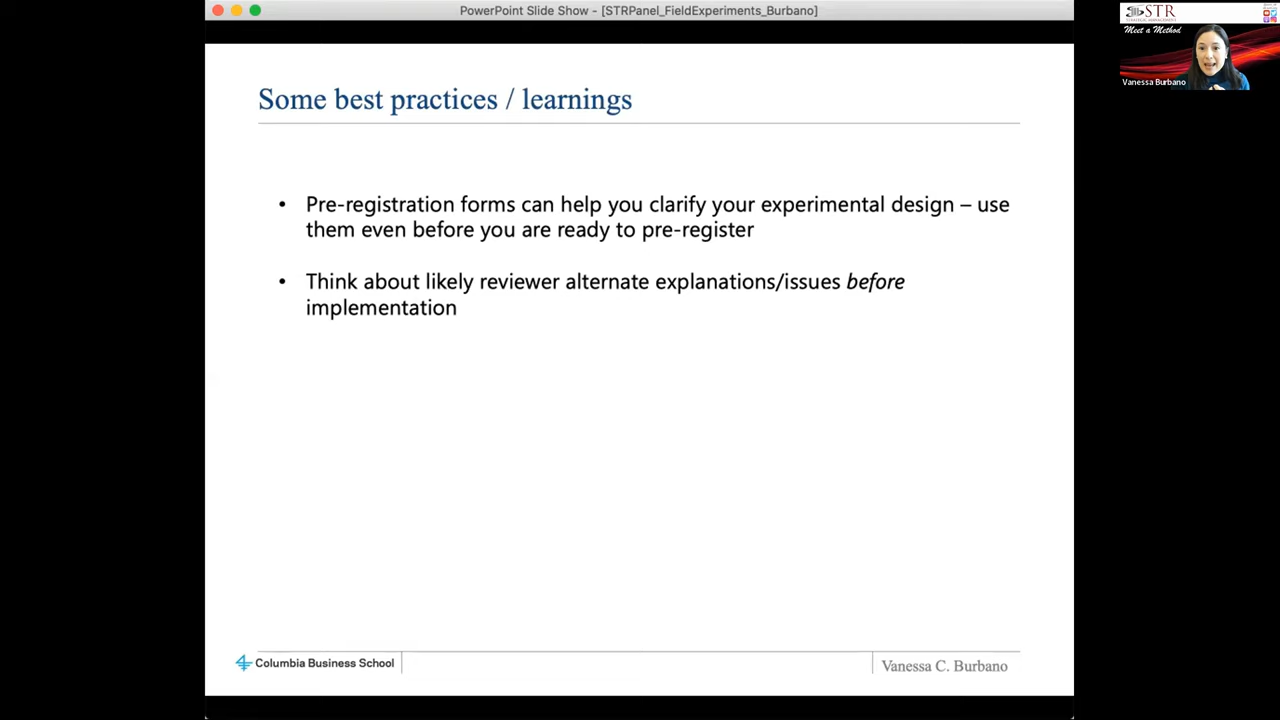 PowerPoint Slide Show - [STRPanel_FieldExperiments_Burbano]
STR
Meet a Method
Vanessa Burbano
Some best practices / learnings
• Pre-registration forms can help you clarify your experimental design – use
them even before you are ready to pre-register
• Think about likely reviewer alternate explanations/issues before
implementation
Columbia Business School
Vanessa C. Burbano